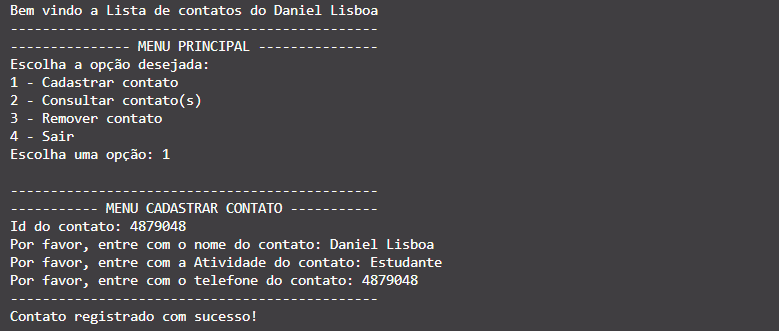 Bem vindo a Lista de contatos do Daniel Lisboa
----------------------------------------------
--------------- MENU PRINCIPAL ---------------
Escolha a opção desejada:
1 - Cadastrar contato
2 - Consultar contato(s)
3 - Remover contato
4 - Sair
Escolha uma opção: 1
----------------------------------------------
----------- MENU CADASTRAR CONTATO -----------
Id do contato: 4879048
Por favor, entre com o nome do contato: Daniel Lisboa
Por favor, entre com a Atividade do contato: Estudante
Por favor, entre com o telefone do contato: 4879048
----------------------------------------------
Contato registrado com sucesso!